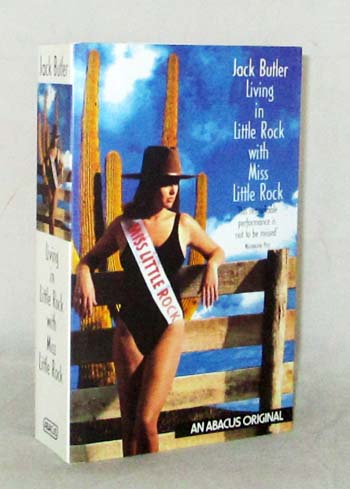 Jack Butler
Living
in
Little Rock
with
Miss
Little Rock
performance is
not to be missed'
MISS LITTLE ROCK
AN ABACUS ORIGINAL
Jack Butler
Living
in
Little Rock
with
Miss
Little Rock
ABACUS